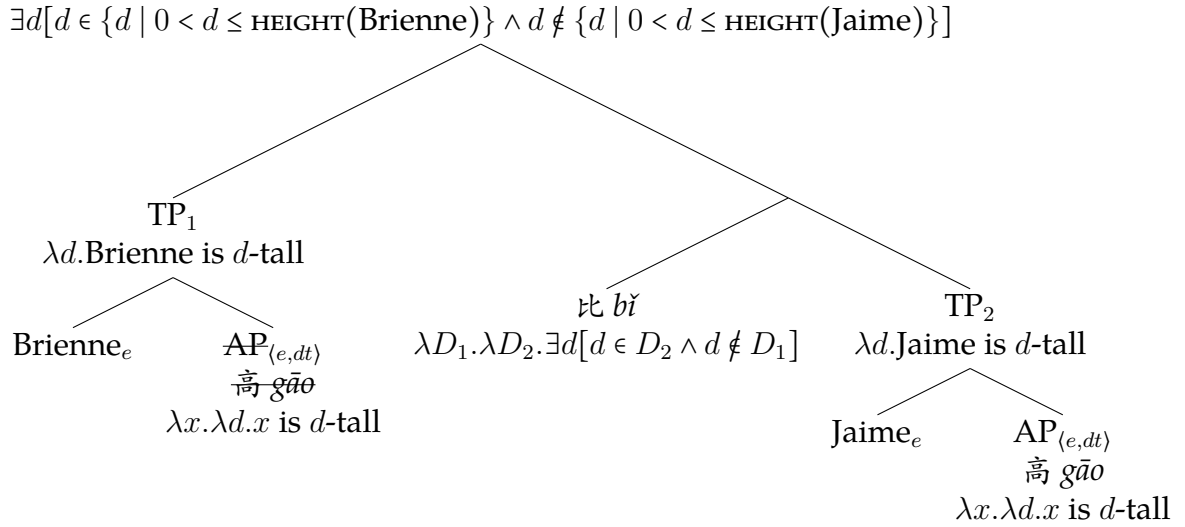 ∃d[d ∈ {d | 0 < d ≤ HEIGHT(Brienne)} ∧ d ∉ {d | 0 < d ≤ HEIGHT(Jaime)}]
TP₁
λd.Brienne is d-tall
Brienneₑ
AP⟨e,dt⟩
高 gāo
λx.λd.x is d-tall
比 bǐ
λD₁.λD₂.∃d[d ∈ D₂ ∧ d ∉ D₁]
TP₂
λd.Jaime is d-tall
Jaimeₑ
AP⟨e,dt⟩
高 gāo
λx.λd.x is d-tall